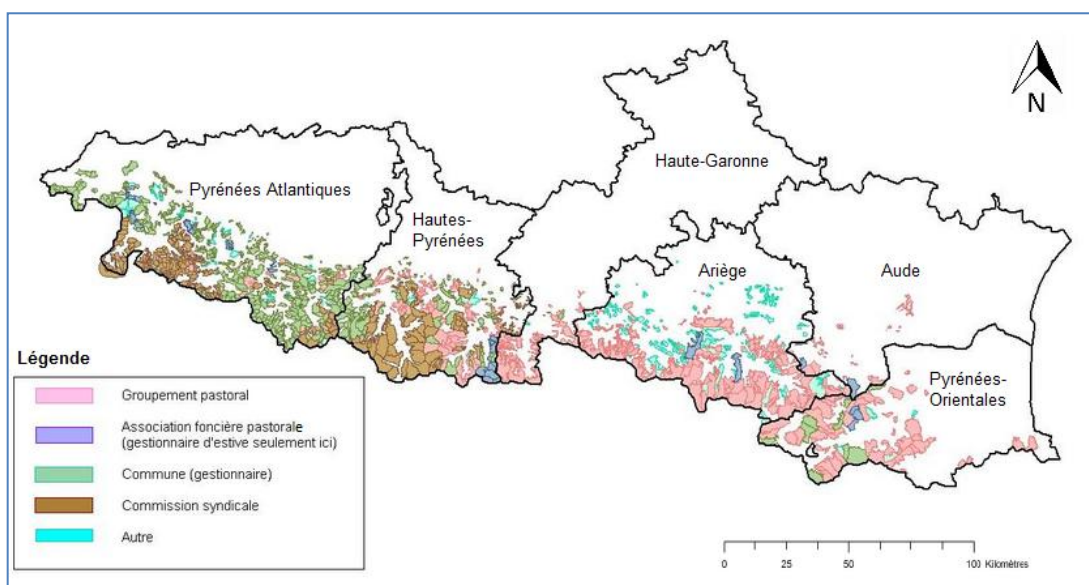 N
Haute-Garonne
Pyrénées Atlantiques
Hautes-
Pyrénées
Ariège
Aude
Pyrénées-
Orientales
Légende
Groupement pastoral
Association foncière pastorale
(gestionnaire d'estive seulement ici)
Commune (gestionnaire)
Commission syndicale
Autre
0 25 50 100 Kilomètres